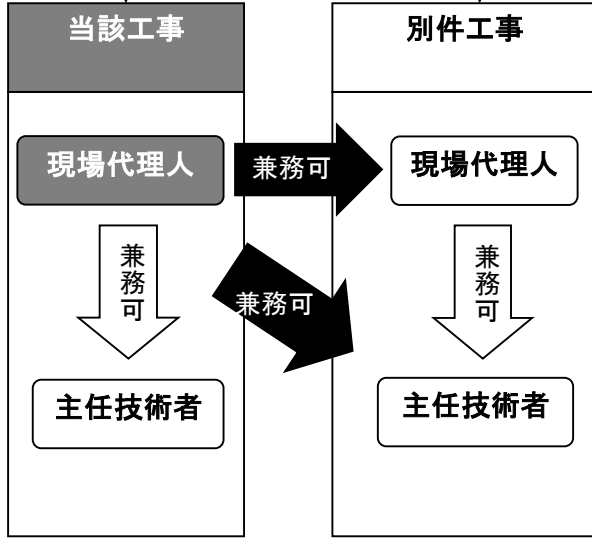 当該工事
別件工事
現場代理人
兼務可
現場代理人
兼務可
兼務可
兼務可
主任技術者
主任技術者